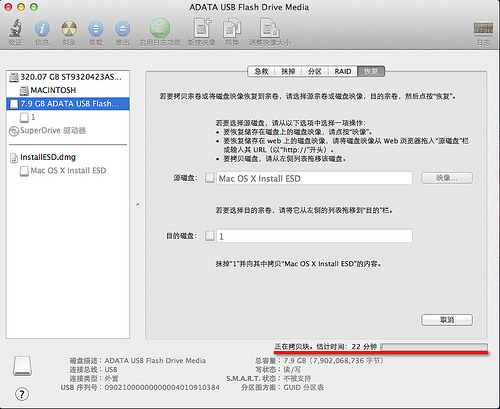 ADATA USB Flash Drive Media
验证 信息 刻录 装载 推出 启用日志功能 新建映像 转换 调整映像大小 日志
320.07 GB ST9320423AS...
MACINTOSH
7.9 GB ADATA USB Flash...
1
SuperDrive 驱动器
InstallESD.dmg
Mac OS X Install ESD
急救 抹掉 分区 RAID 恢复
若要拷贝宗卷或将磁盘映像恢复到宗卷，请选择源宗卷或磁盘映像，目的宗卷，然后点按“恢复”。
若要选择源磁盘，请从以下选项中选择一项操作：
• 要恢复储存在磁盘上的磁盘映像，请点按“映像”。
• 要恢复储存在 web 上的磁盘映像，请将磁盘映像从 Web 浏览器拖入“源磁盘”栏
或输入其 URL（以“http://”开头）。
• 要拷贝磁盘，请从左侧列表拖移该磁盘。
源磁盘： Mac OS X Install ESD 映像...
若要选择目的宗卷，请将它从左侧的列表拖移到“目的”栏。
目的磁盘： 1
抹掉“1”并向其中拷贝“Mac OS X Install ESD”的内容。
取消
正在拷贝块。估计时间：22 分钟
磁盘描述：ADATA USB Flash Drive Media
连接总线：USB
连接类型：外置
USB 序列号：09021000000000004010910384
总容量：7.9 GB（7,902,068,736 字节）
写状态：读/写
S.M.A.R.T. 状态：不被支持
分区图方案：GUID 分区表
?